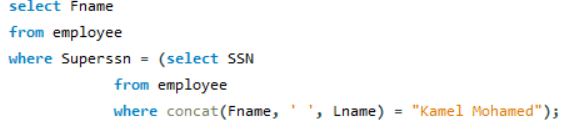 select Fname
from employee
where Superssn = (select SSN
from employee
where concat(Fname, ' ', Lname) = "Kamel Mohamed");